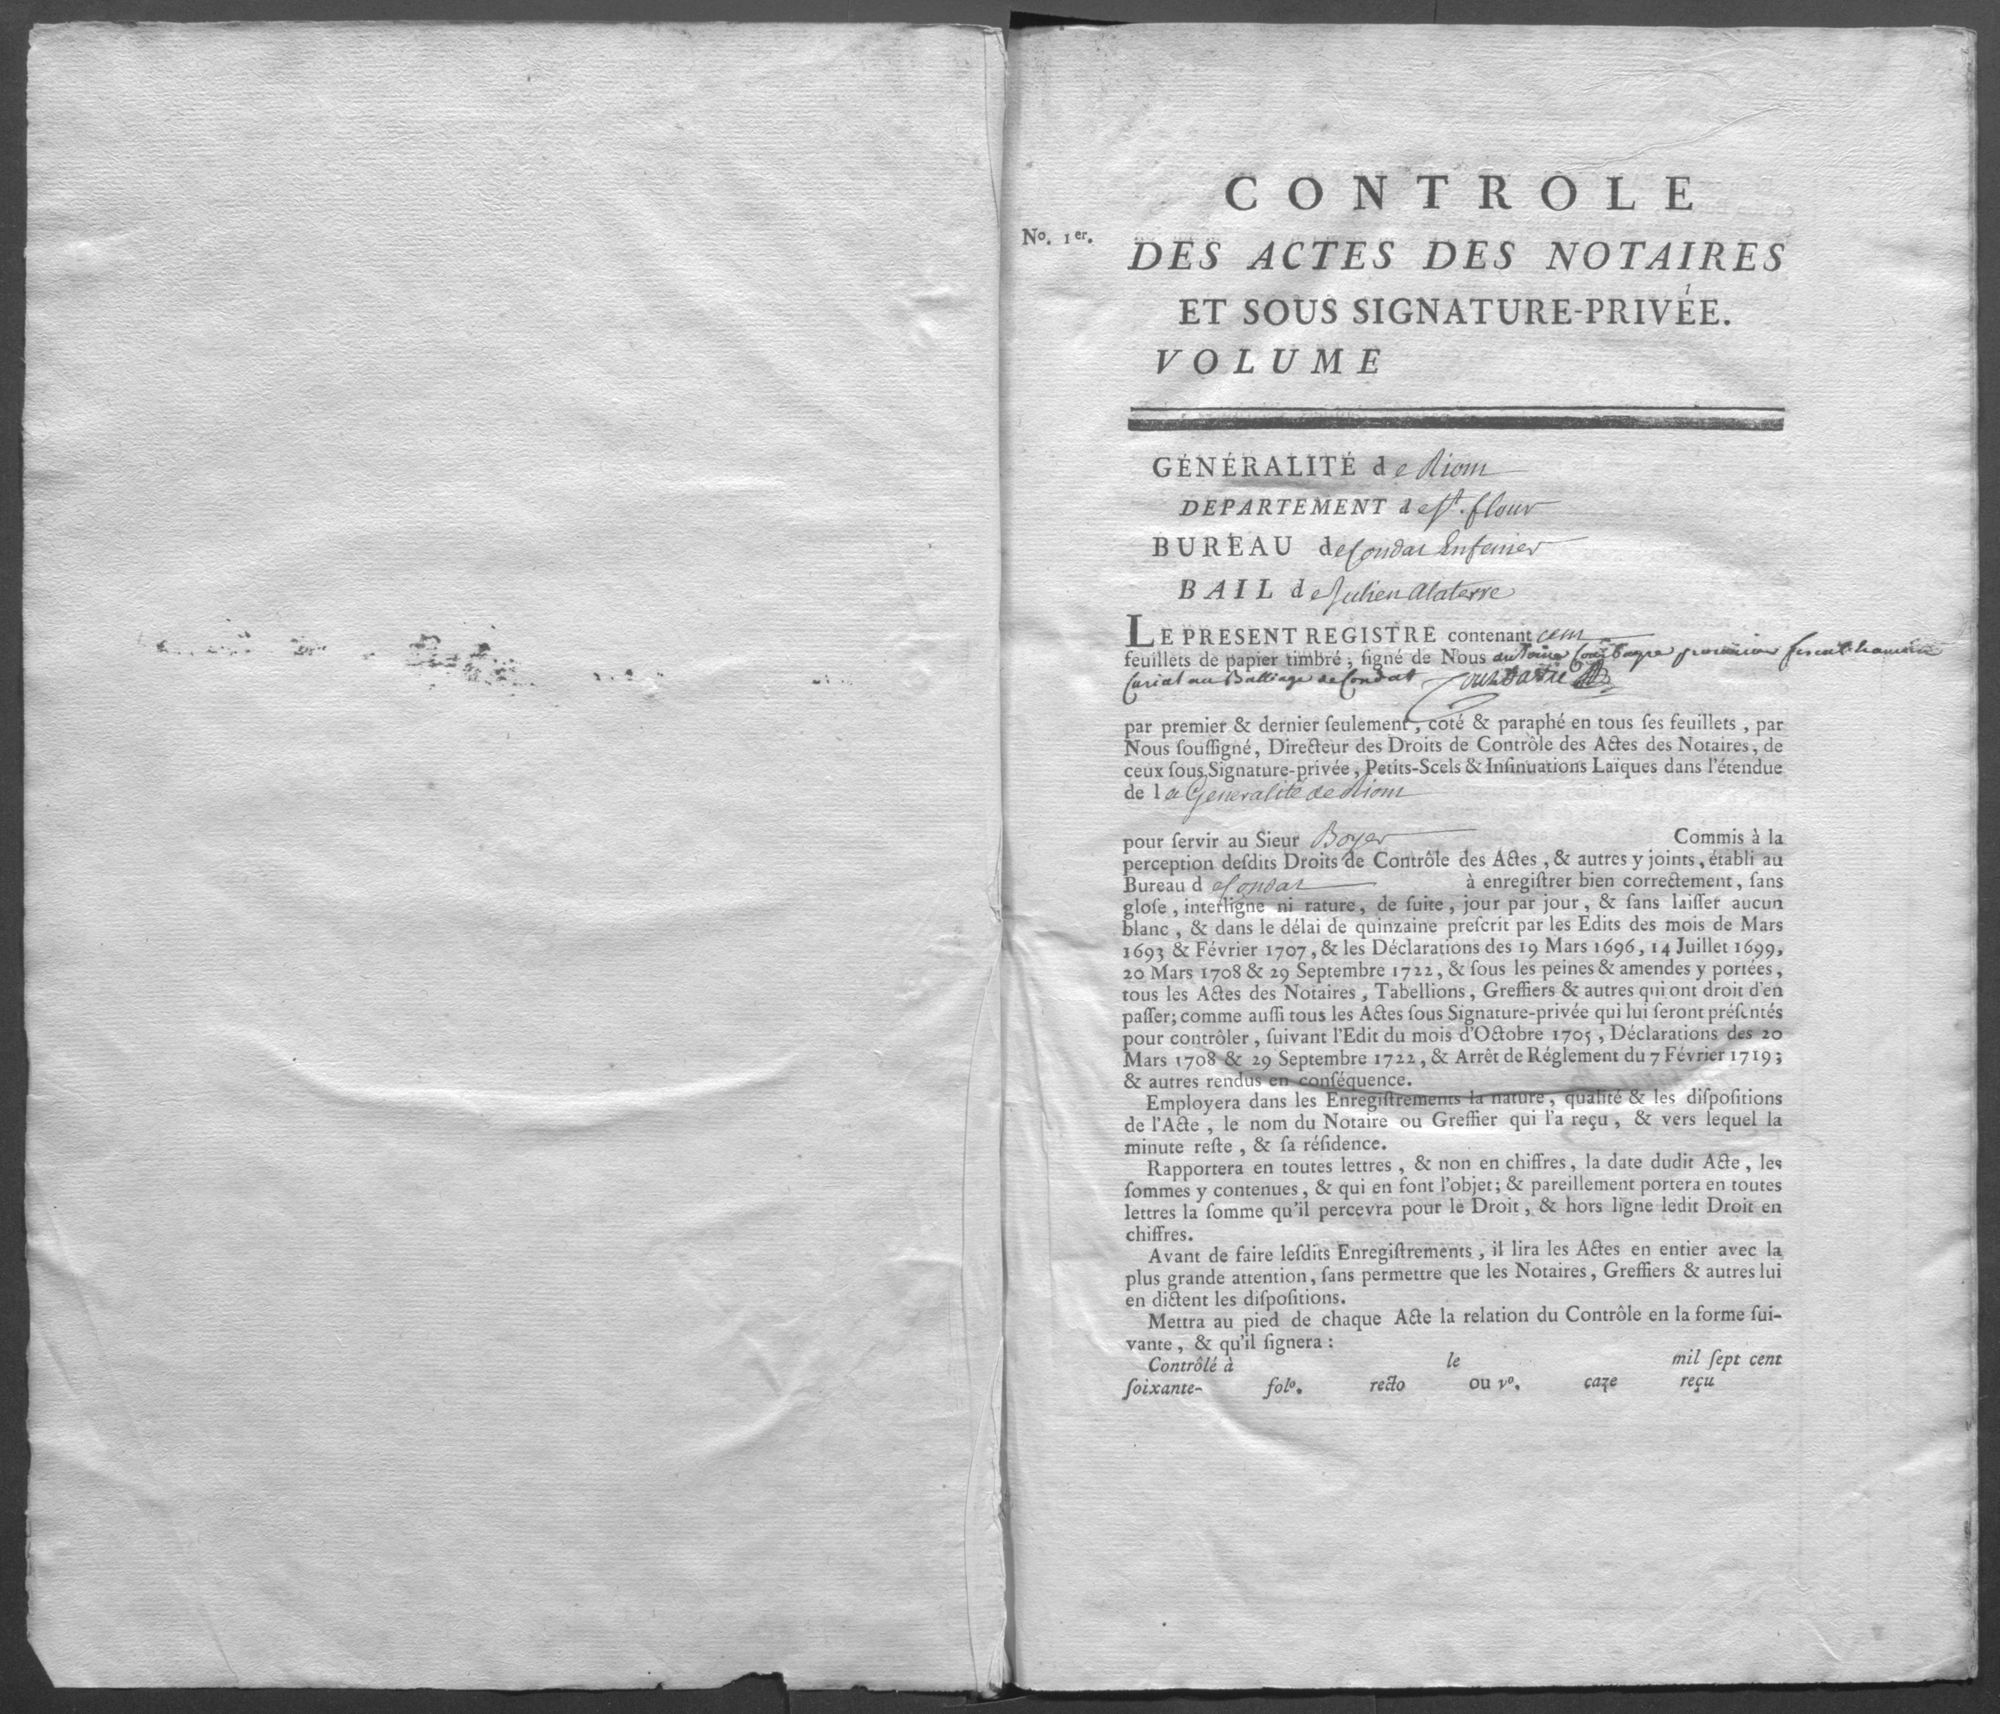 No. 1er.
CONTROLE
DES ACTES DES NOTAIRES
ET SOUS SIGNATURE-PRIVÉE.
VOLUME
GÉNÉRALITÉ de Riom
DEPARTEMENT de St. flour
BUREAU de Condat Enfenier
BAIL de Julien Alaterre
LE PRESENT REGISTRE contenant cent
feuillets de papier timbré, ſigné de Nous antoine
au Balliage de Condat
par premier & dernier ſeulement, coté & paraphé en tous ſes feuillets, par
Nous ſouſſigné, Directeur des Droits de Contrôle des Actes des Notaires, de
ceux ſous Signature-privée, Petits-Scels & Inſinuations Laïques dans l'étendue
de la Generalité de Riom
pour ſervir au Sieur Boyer Commis à la
perception deſdits Droits de Contrôle des Actes, & autres y joints, établi au
Bureau de Condat à enregiſtrer bien correctement, ſans
gloſe, interligne ni rature, de ſuite, jour par jour, & ſans laiſſer aucun
blanc, & dans le délai de quinzaine preſcrit par les Edits des mois de Mars
1693 & Février 1707, & les Déclarations des 19 Mars 1696, 14 Juillet 1699,
20 Mars 1708 & 29 Septembre 1722, & ſous les peines & amendes y portées,
tous les Actes des Notaires, Tabellions, Greffiers & autres qui ont droit d'en
paſſer; comme auſſi tous les Actes ſous Signature-privée qui lui ſeront préſentés
pour contrôler, ſuivant l'Edit du mois d'Octobre 1705, Déclarations des 20
Mars 1708 & 29 Septembre 1722, & Arrêt de Réglement du 7 Février 1719;
& autres rendus en conſéquence.
Employera dans les Enregiſtrements la nature, qualité & les diſpoſitions
de l'Acte, le nom du Notaire ou Greffier qui l'a reçu, & vers lequel la
minute reſte, & ſa réſidence.
Rapportera en toutes lettres, & non en chiffres, la date dudit Acte, les
ſommes y contenues, & qui en font l'objet; & pareillement portera en toutes
lettres la ſomme qu'il percevra pour le Droit, & hors ligne ledit Droit en
chiffres.
Avant de faire leſdits Enregiſtrements, il lira les Actes en entier avec la
plus grande attention, ſans permettre que les Notaires, Greffiers & autres lui
en dictent les diſpoſitions.
Mettra au pied de chaque Acte la relation du Contrôle en la forme ſui-
vante, & qu'il ſignera :
Contrôlé à le mil ſept cent
ſoixante- folo. recto ou vo. caze reçu